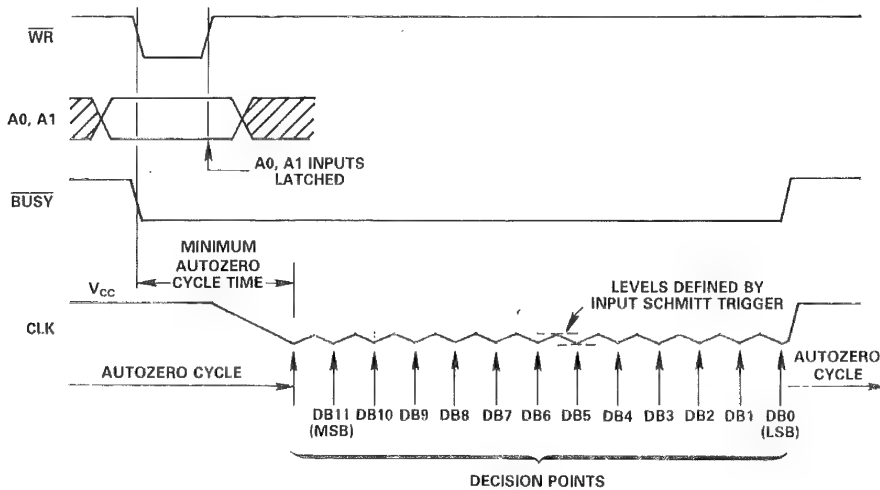 WR
A0, A1
A0, A1 INPUTS
LATCHED
BUSY
MINIMUM
AUTOZERO
CYCLE TIME
VCC
LEVELS DEFINED BY
INPUT SCHMITT TRIGGER
CLK
AUTOZERO CYCLE
AUTOZERO
CYCLE
DB11 DB10 DB9 DB8 DB7 DB6 DB5 DB4 DB3 DB2 DB1 DB0
(MSB) (LSB)
DECISION POINTS